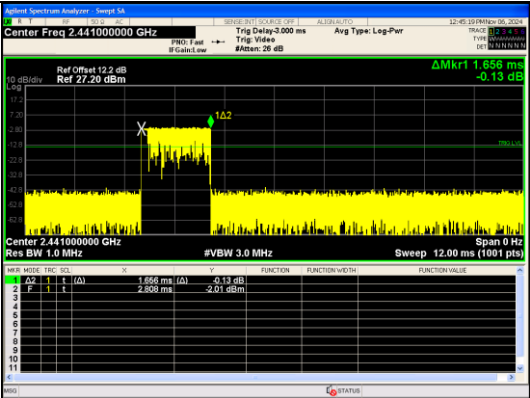 Agilent Spectrum Analyzer - Swept SA
RF 50 Ω AC SENSE:INT SOURCE OFF ALIGNAUTO 12:45:19 PM Nov 06, 2024
Center Freq 2.441000000 GHz
PNO: Fast
IFGain:Low
Trig Delay-3.000 ms
Trig: Video
#Atten: 26 dB
Avg Type: Log-Pwr
TRACE 1 2 3 4 5 6
TYPE
DET N N N N N N
ΔMkr1 1.656 ms
-0.13 dB
Ref Offset 12.2 dB
10 dB/div Ref 27.20 dBm
Log
17.2
7.20
-2.80
-12.8
-22.8
-32.8
-42.8
-52.8
-62.8
X
1Δ2
TRIG LVL
Center 2.441000000 GHz Span 0 Hz
Res BW 1.0 MHz #VBW 3.0 MHz Sweep 12.00 ms (1001 pts)
MKR MODE TRC SCL X Y FUNCTION FUNCTION WIDTH FUNCTION VALUE
1 Δ2 1 t (Δ) 1.656 ms (Δ) -0.13 dB
2 F 1 t 2.808 ms -2.01 dBm
3
4
5
6
7
8
9
10
11
MSG STATUS